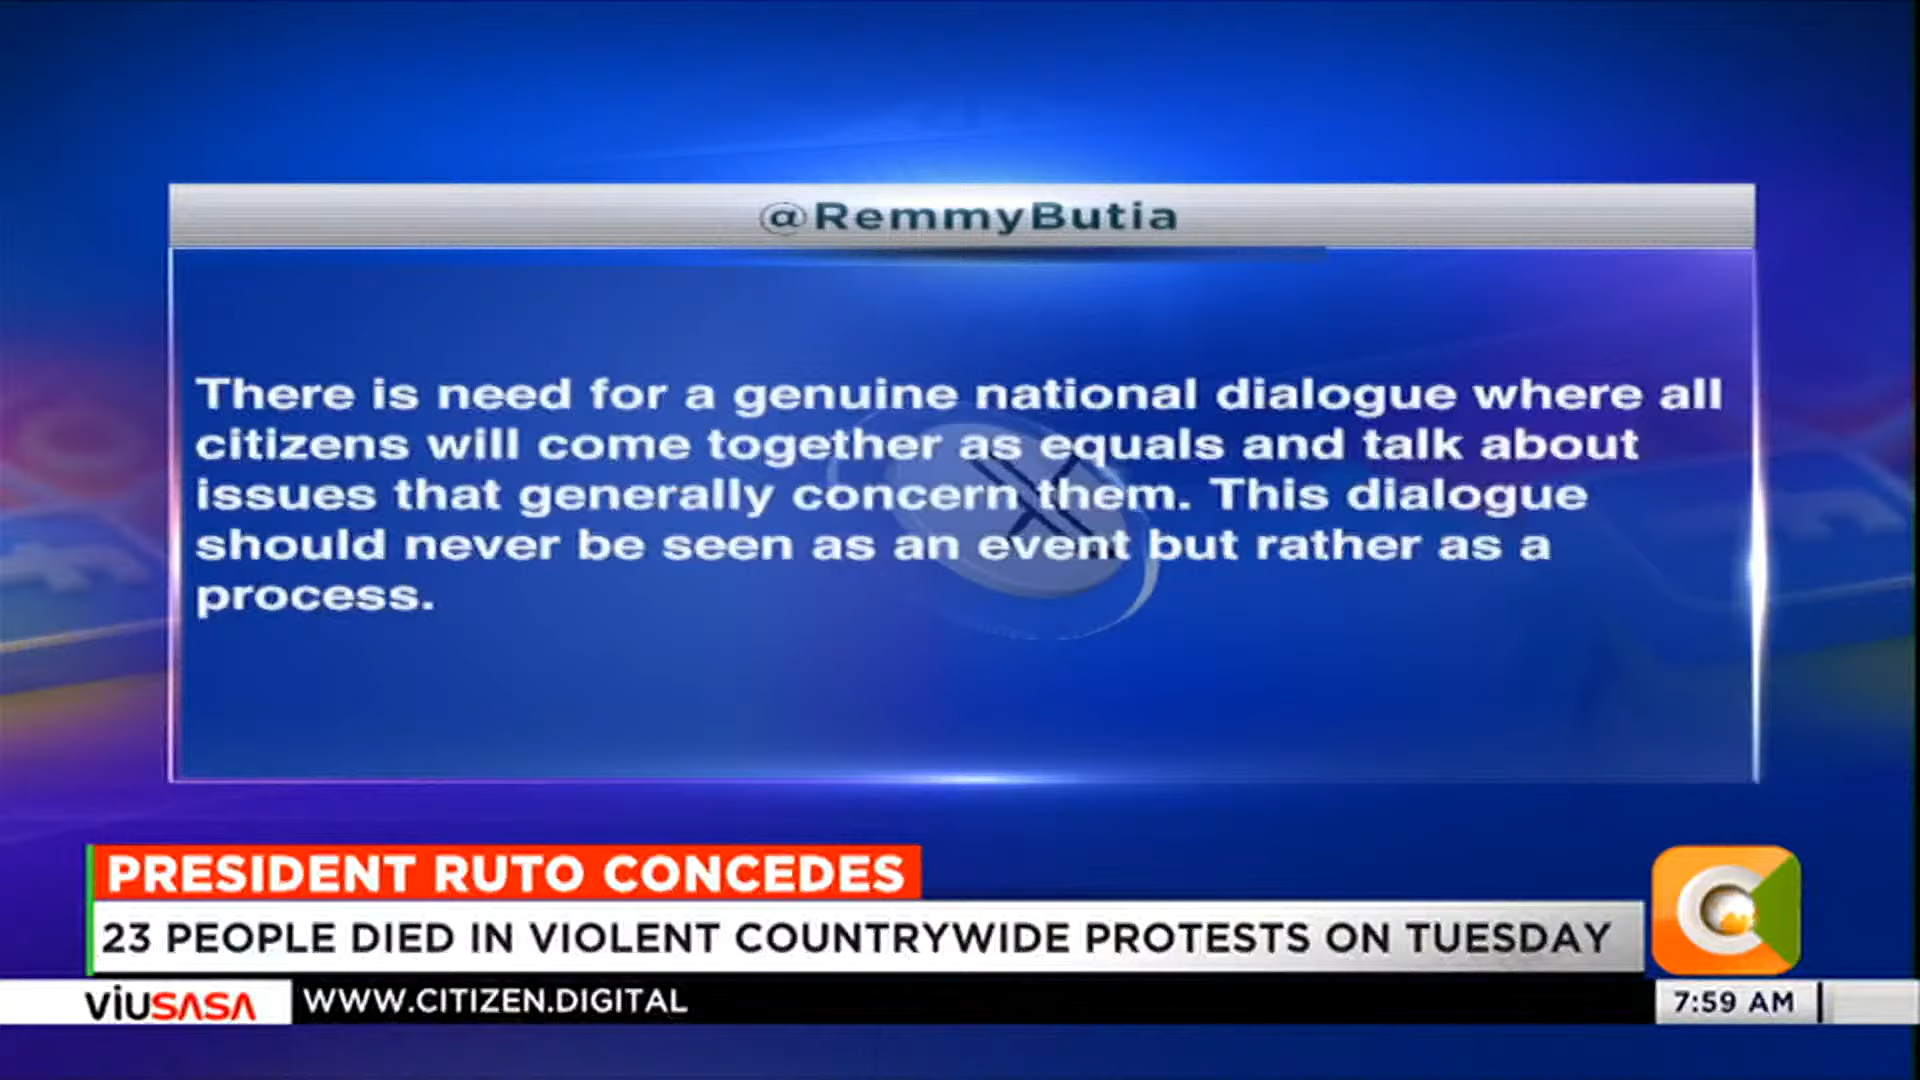 @RemmyButia
There is need for a genuine national dialogue where all
citizens will come together as equals and talk about
issues that generally concern them. This dialogue
should never be seen as an event but rather as a
process.
PRESIDENT RUTO CONCEDES
23 PEOPLE DIED IN VIOLENT COUNTRYWIDE PROTESTS ON TUESDAY
VIUSASA WWW.CITIZEN.DIGITAL
7:59 AM